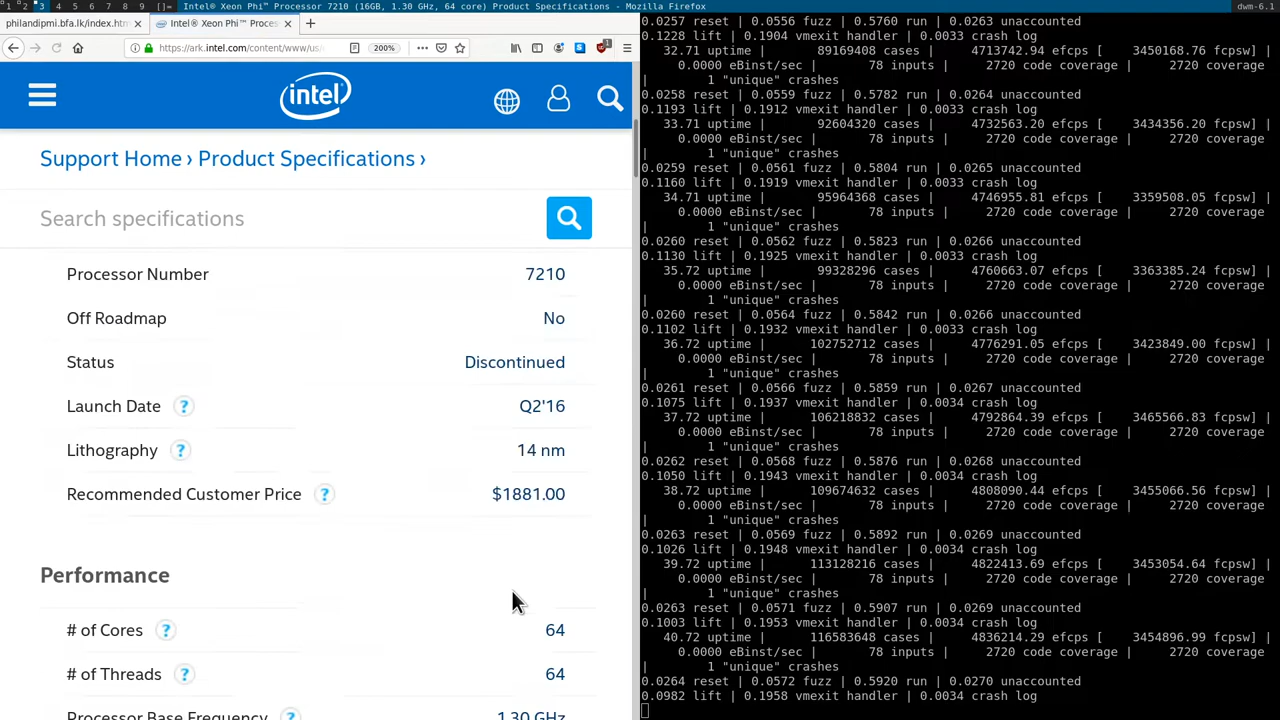 1 2 3 4 5 6 7 8 9 []= Intel® Xeon Phi™ Processor 7210 (16GB, 1.30 GHz, 64 core) Product Specifications - Mozilla Firefox dwm-6.1
philandipmi.bfa.lk/index.htm
Intel® Xeon Phi™ Proces
https://ark.intel.com/content/www/us/
200%
intel
Support Home › Product Specifications ›
Search specifications
Processor Number 7210
Off Roadmap No
Status Discontinued
Launch Date ? Q2'16
Lithography ? 14 nm
Recommended Customer Price ? $1881.00
Performance
# of Cores ? 64
# of Threads ? 64
Processor Base Frequency ? 1.30 GHz
0.0257 reset | 0.0556 fuzz | 0.5760 run | 0.0263 unaccounted
0.1228 lift | 0.1904 vmexit handler | 0.0033 crash log
32.71 uptime | 89169408 cases | 4713742.94 efcps [ 3450168.76 fcpsw] |
0.0000 eBinst/sec | 78 inputs | 2720 code coverage | 2720 coverage
| 1 "unique" crashes
0.0258 reset | 0.0559 fuzz | 0.5782 run | 0.0264 unaccounted
0.1193 lift | 0.1912 vmexit handler | 0.0033 crash log
33.71 uptime | 92604320 cases | 4732563.20 efcps [ 3434356.20 fcpsw] |
0.0000 eBinst/sec | 78 inputs | 2720 code coverage | 2720 coverage
| 1 "unique" crashes
0.0259 reset | 0.0561 fuzz | 0.5804 run | 0.0265 unaccounted
0.1160 lift | 0.1919 vmexit handler | 0.0033 crash log
34.71 uptime | 95964368 cases | 4746955.81 efcps [ 3359508.05 fcpsw] |
0.0000 eBinst/sec | 78 inputs | 2720 code coverage | 2720 coverage
| 1 "unique" crashes
0.0260 reset | 0.0562 fuzz | 0.5823 run | 0.0266 unaccounted
0.1130 lift | 0.1925 vmexit handler | 0.0033 crash log
35.72 uptime | 99328296 cases | 4760663.07 efcps [ 3363385.24 fcpsw] |
0.0000 eBinst/sec | 78 inputs | 2720 code coverage | 2720 coverage
| 1 "unique" crashes
0.0260 reset | 0.0564 fuzz | 0.5842 run | 0.0266 unaccounted
0.1102 lift | 0.1932 vmexit handler | 0.0033 crash log
36.72 uptime | 102752712 cases | 4776291.05 efcps [ 3423849.00 fcpsw] |
0.0000 eBinst/sec | 78 inputs | 2720 code coverage | 2720 coverage
| 1 "unique" crashes
0.0261 reset | 0.0566 fuzz | 0.5859 run | 0.0267 unaccounted
0.1075 lift | 0.1937 vmexit handler | 0.0034 crash log
37.72 uptime | 106218832 cases | 4792864.39 efcps [ 3465566.83 fcpsw] |
0.0000 eBinst/sec | 78 inputs | 2720 code coverage | 2720 coverage
| 1 "unique" crashes
0.0262 reset | 0.0568 fuzz | 0.5876 run | 0.0268 unaccounted
0.1050 lift | 0.1943 vmexit handler | 0.0034 crash log
38.72 uptime | 109674632 cases | 4808090.44 efcps [ 3455066.56 fcpsw] |
0.0000 eBinst/sec | 78 inputs | 2720 code coverage | 2720 coverage
| 1 "unique" crashes
0.0263 reset | 0.0569 fuzz | 0.5892 run | 0.0269 unaccounted
0.1026 lift | 0.1948 vmexit handler | 0.0034 crash log
39.72 uptime | 113128216 cases | 4822413.69 efcps [ 3453054.64 fcpsw] |
0.0000 eBinst/sec | 78 inputs | 2720 code coverage | 2720 coverage
| 1 "unique" crashes
0.0263 reset | 0.0571 fuzz | 0.5907 run | 0.0269 unaccounted
0.1003 lift | 0.1953 vmexit handler | 0.0034 crash log
40.72 uptime | 116583648 cases | 4836214.29 efcps [ 3454896.99 fcpsw] |
0.0000 eBinst/sec | 78 inputs | 2720 code coverage | 2720 coverage
| 1 "unique" crashes
0.0264 reset | 0.0572 fuzz | 0.5920 run | 0.0270 unaccounted
0.0982 lift | 0.1958 vmexit handler | 0.0034 crash log